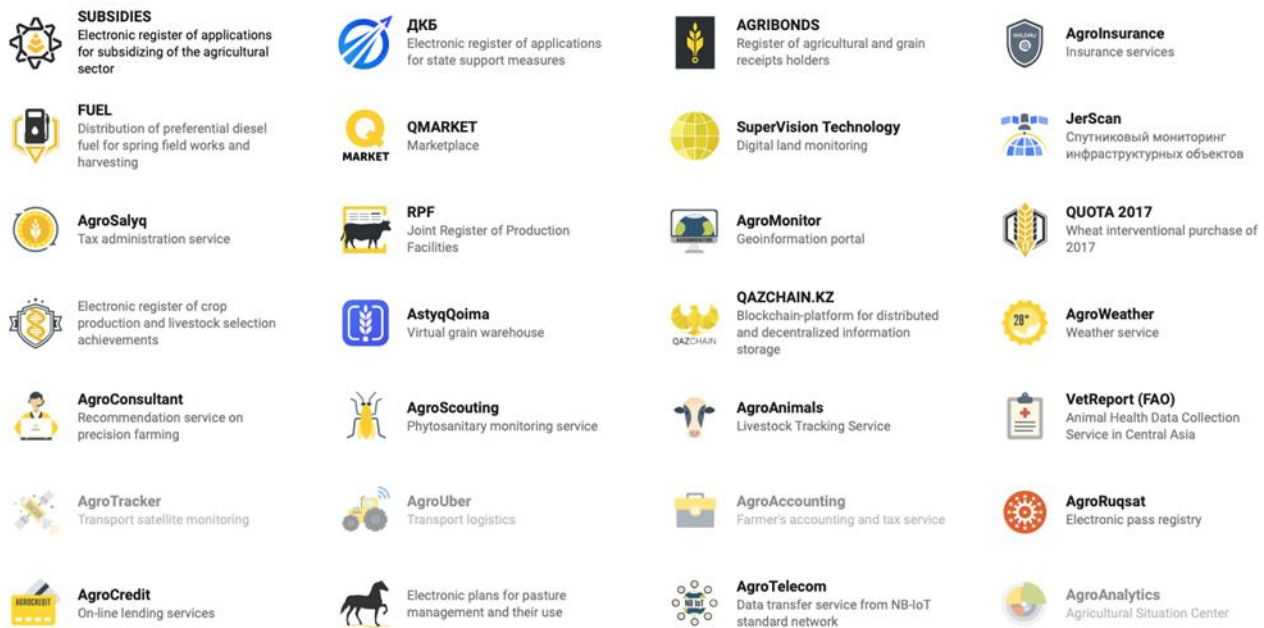 SUBSIDIES
Electronic register of applications
for subsidizing of the agricultural
sector
ДКБ
Electronic register of applications
for state support measures
AGRIBONDS
Register of agricultural and grain
receipts holders
GOLDAU
AgroInsurance
Insurance services
FUEL
Distribution of preferential diesel
fuel for spring field works and
harvesting
MARKET
QMARKET
Marketplace
SuperVision Technology
Digital land monitoring
JerScan
Спутниковый мониторинг
инфраструктурных объектов
AgroSalyq
Tax administration service
RPF
Joint Register of Production
Facilities
AGROMONITOR
AgroMonitor
Geoinformation portal
QUOTA 2017
Wheat interventional purchase of
2017
Electronic register of crop
production and livestock selection
achievements
AstyqQoima
Virtual grain warehouse
QAZCHAIN
QAZCHAIN.KZ
Blockchain-platform for distributed
and decentralized information
storage
28°
AgroWeather
Weather service
AgroConsultant
Recommendation service on
precision farming
AgroScouting
Phytosanitary monitoring service
AgroAnimals
Livestock Tracking Service
VetReport (FAO)
Animal Health Data Collection
Service in Central Asia
AgroTracker
Transport satellite monitoring
AgroUber
Transport logistics
AgroAccounting
Farmer's accounting and tax service
AgroRuqsat
Electronic pass registry
AGROCREDIT
AgroCredit
On-line lending services
Electronic plans for pasture
management and their use
NB IoT
AgroTelecom
Data transfer service from NB-IoT
standard network
AgroAnalytics
Agricultural Situation Center